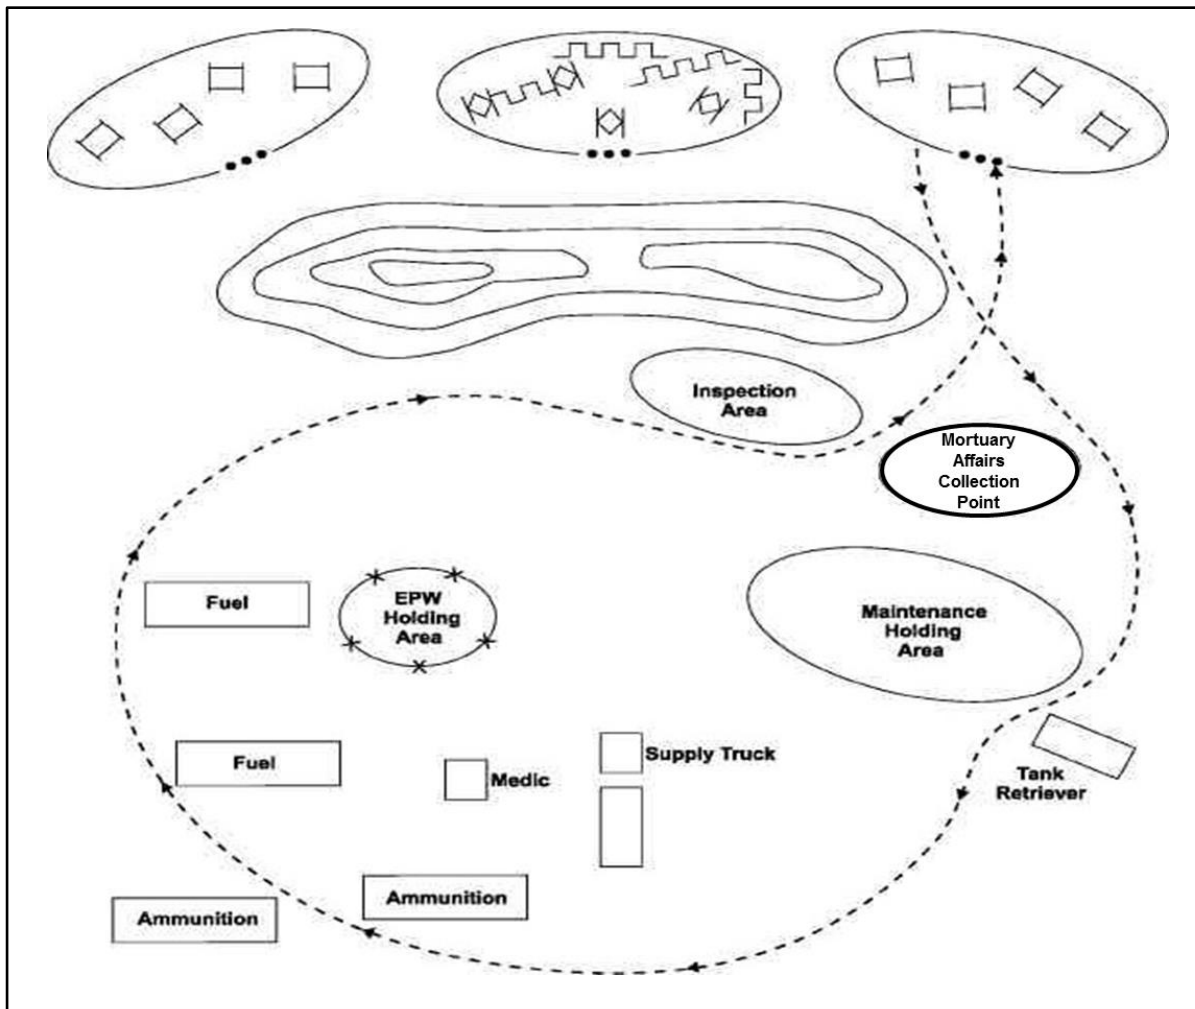 Inspection
Area
Mortuary
Affairs
Collection
Point
Fuel
EPW
Holding
Area
Maintenance
Holding
Area
Fuel
Medic
Supply Truck
Tank
Retriever
Ammunition
Ammunition